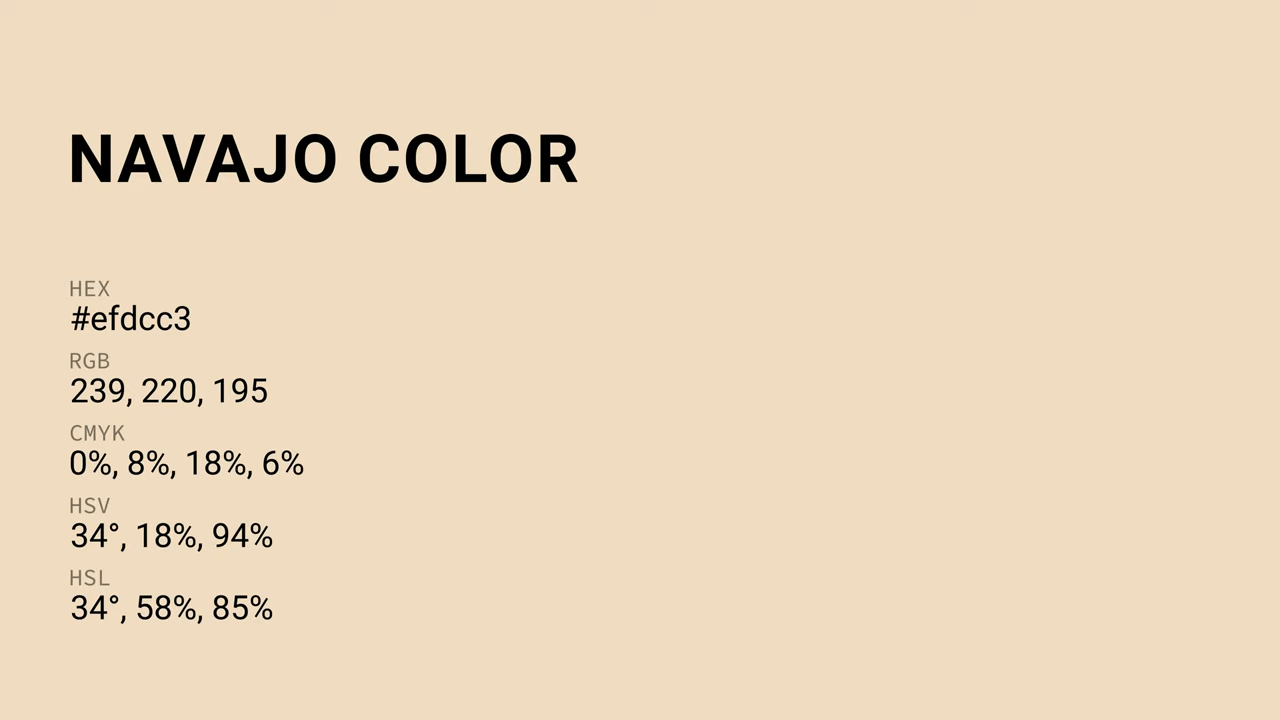 NAVAJO COLOR
HEX
#efdcc3
RGB
239, 220, 195
CMYK
0%, 8%, 18%, 6%
HSV
34°, 18%, 94%
HSL
34°, 58%, 85%